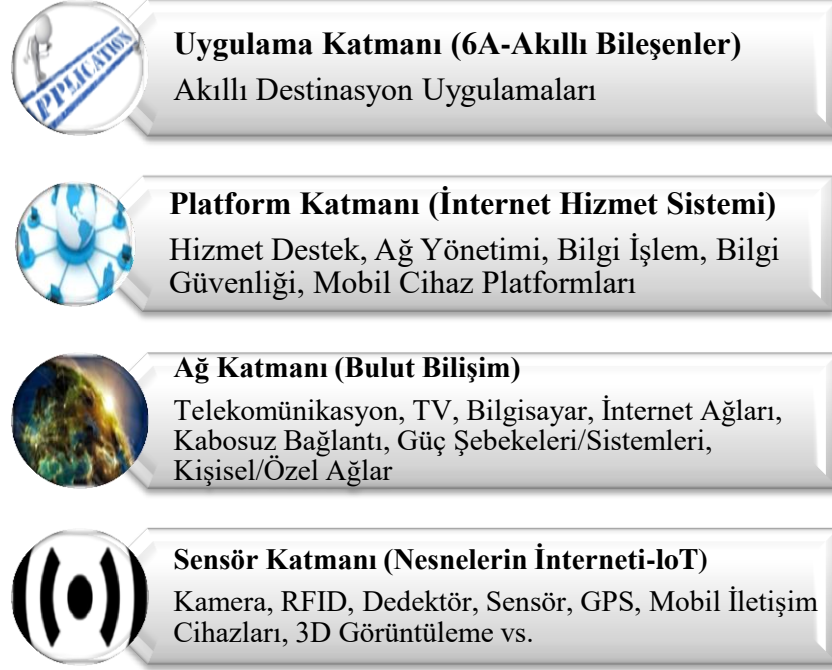 APPLICATION
Uygulama Katmanı (6A-Akıllı Bileşenler)
Akıllı Destinasyon Uygulamaları
Platform Katmanı (İnternet Hizmet Sistemi)
Hizmet Destek, Ağ Yönetimi, Bilgi İşlem, Bilgi
Güvenliği, Mobil Cihaz Platformları
Ağ Katmanı (Bulut Bilişim)
Telekomünikasyon, TV, Bilgisayar, İnternet Ağları,
Kabosuz Bağlantı, Güç Şebekeleri/Sistemleri,
Kişisel/Özel Ağlar
Sensör Katmanı (Nesnelerin İnterneti-loT)
Kamera, RFID, Dedektör, Sensör, GPS, Mobil İletişim
Cihazları, 3D Görüntüleme vs.